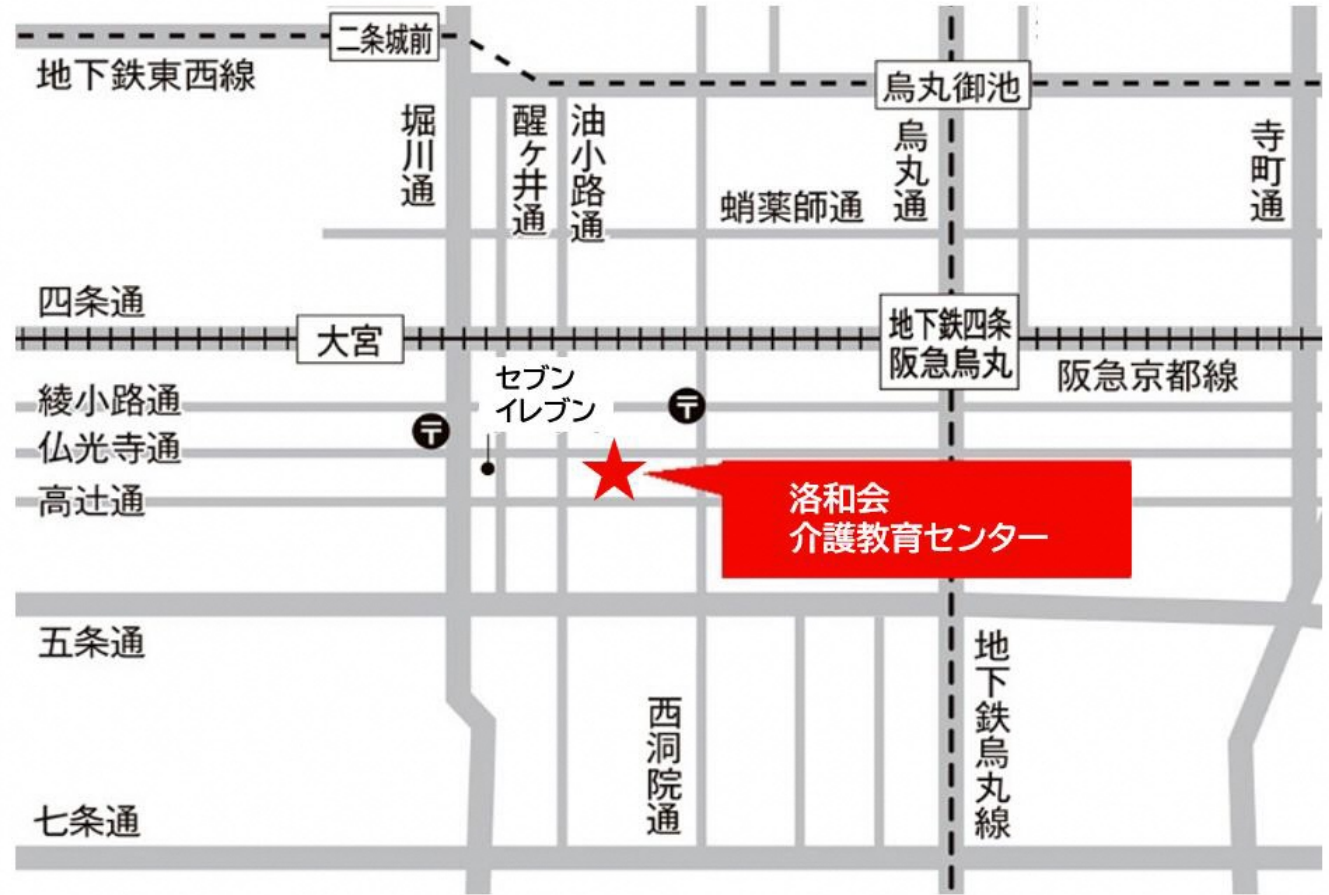 二条城前
地下鉄東西線
烏丸御池
堀川通
醒ヶ井通
油小路通
烏丸通
寺町通
蛸薬師通
四条通
大宮
地下鉄四条
阪急烏丸
阪急京都線
セブン
イレブン
綾小路通
仏光寺通
高辻通
洛和会
介護教育センター
五条通
西洞院通
地下鉄烏丸線
七条通